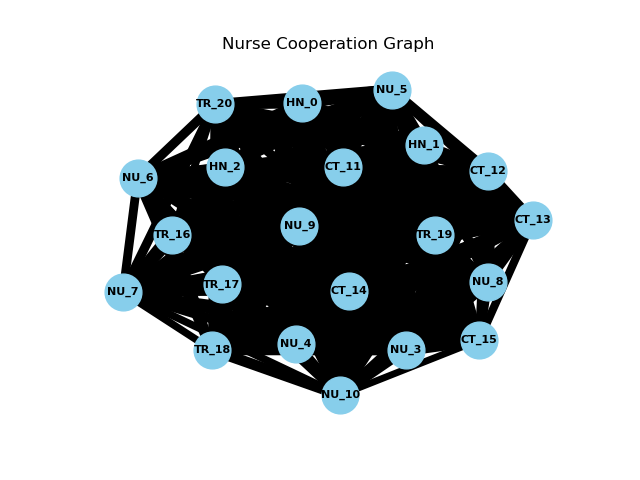 Nurse Cooperation Graph
NU_5
TR_20
HN_0
HN_1
HN_2
CT_11
CT_12
NU_6
CT_13
NU_9
TR_16
TR_19
NU_8
TR_17
CT_14
NU_7
CT_15
NU_4
TR_18
NU_3
NU_10